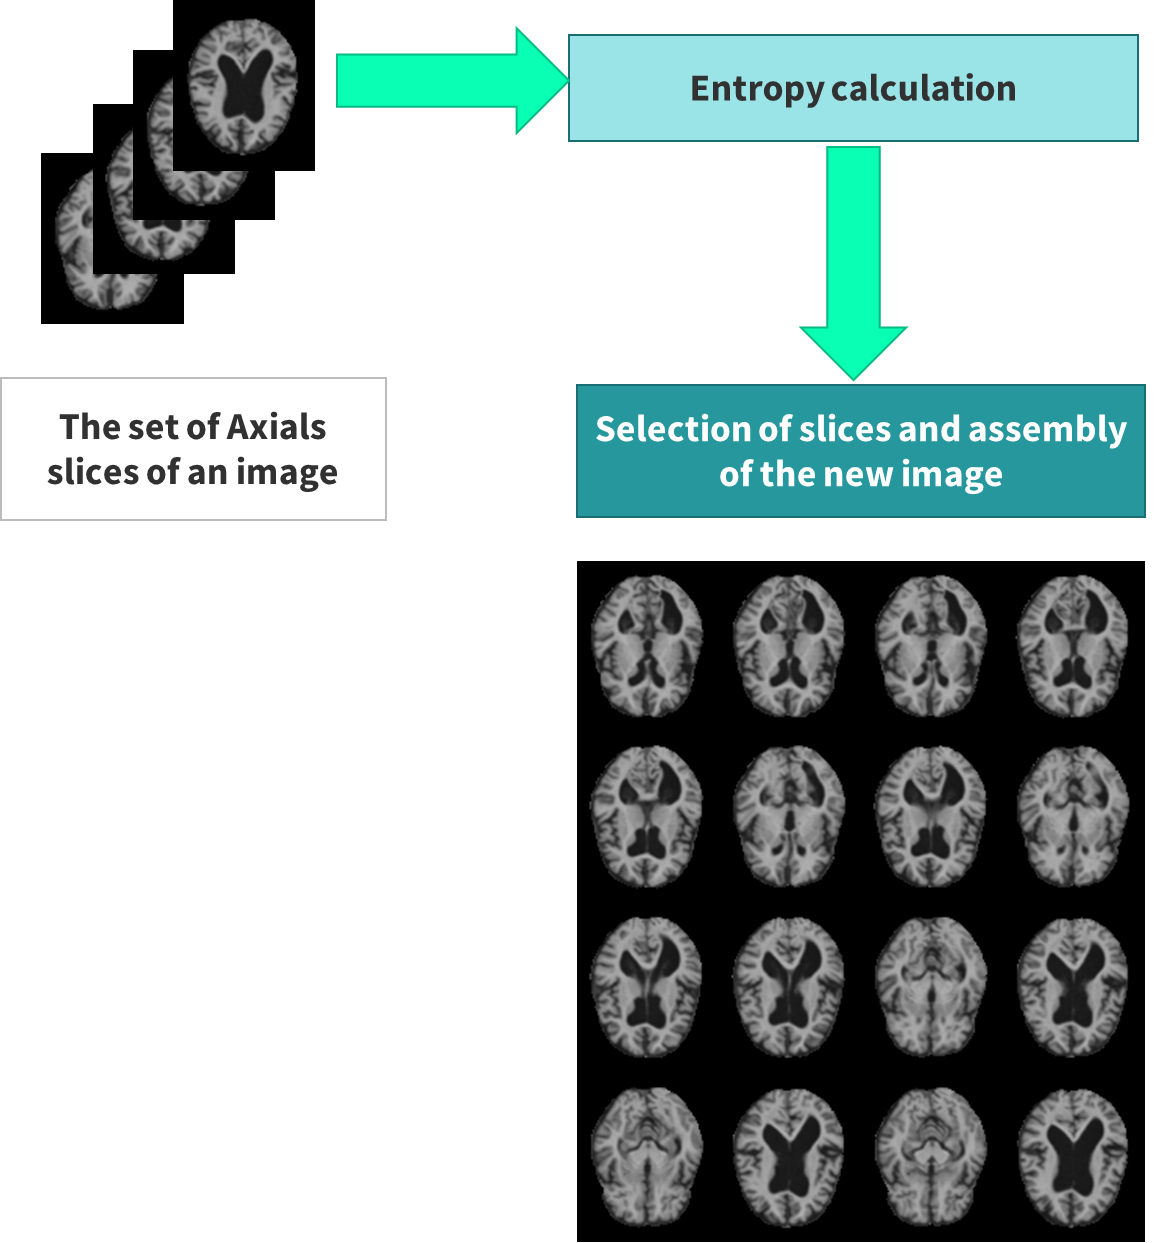 Entropy calculation
The set of Axials
slices of an image
Selection of slices and assembly
of the new image